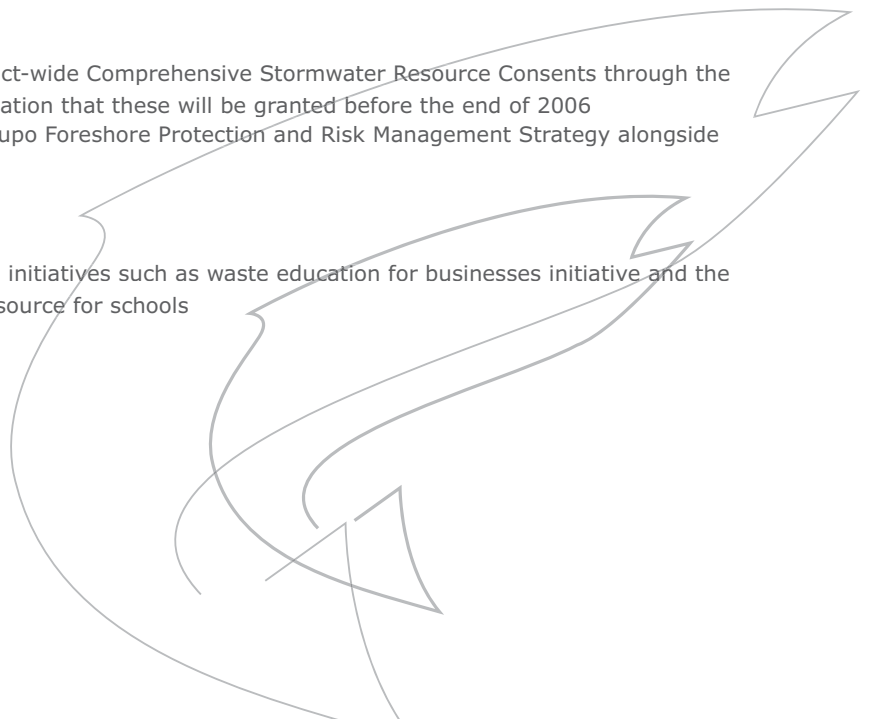 ct-wide Comprehensive Stormwater Resource Consents through the
ation that these will be granted before the end of 2006
upo Foreshore Protection and Risk Management Strategy alongside
initiatives such as waste education for businesses initiative and the
source for schools